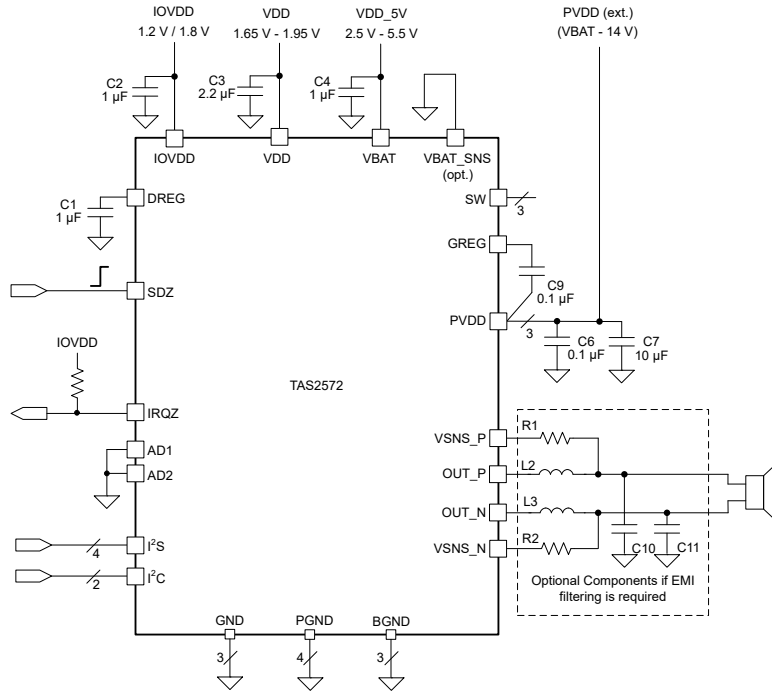 IOVDD
1.2 V / 1.8 V
VDD
1.65 V - 1.95 V
VDD_5V
2.5 V - 5.5 V
PVDD (ext.)
(VBAT - 14 V)
C2
1 µF
C3
2.2 µF
C4
1 µF
IOVDD
VDD
VBAT
VBAT_SNS
(opt.)
C1
1 µF
DREG
SW
3
GREG
C9
0.1 µF
SDZ
PVDD
3
C6
0.1 µF
C7
10 µF
IOVDD
TAS2572
IRQZ
AD1
AD2
VSNS_P
R1
OUT_P
L2
OUT_N
L3
VSNS_N
R2
C10
C11
4
I²S
2
I²C
Optional Components if EMI
filtering is required
GND
PGND
BGND
3
4
3